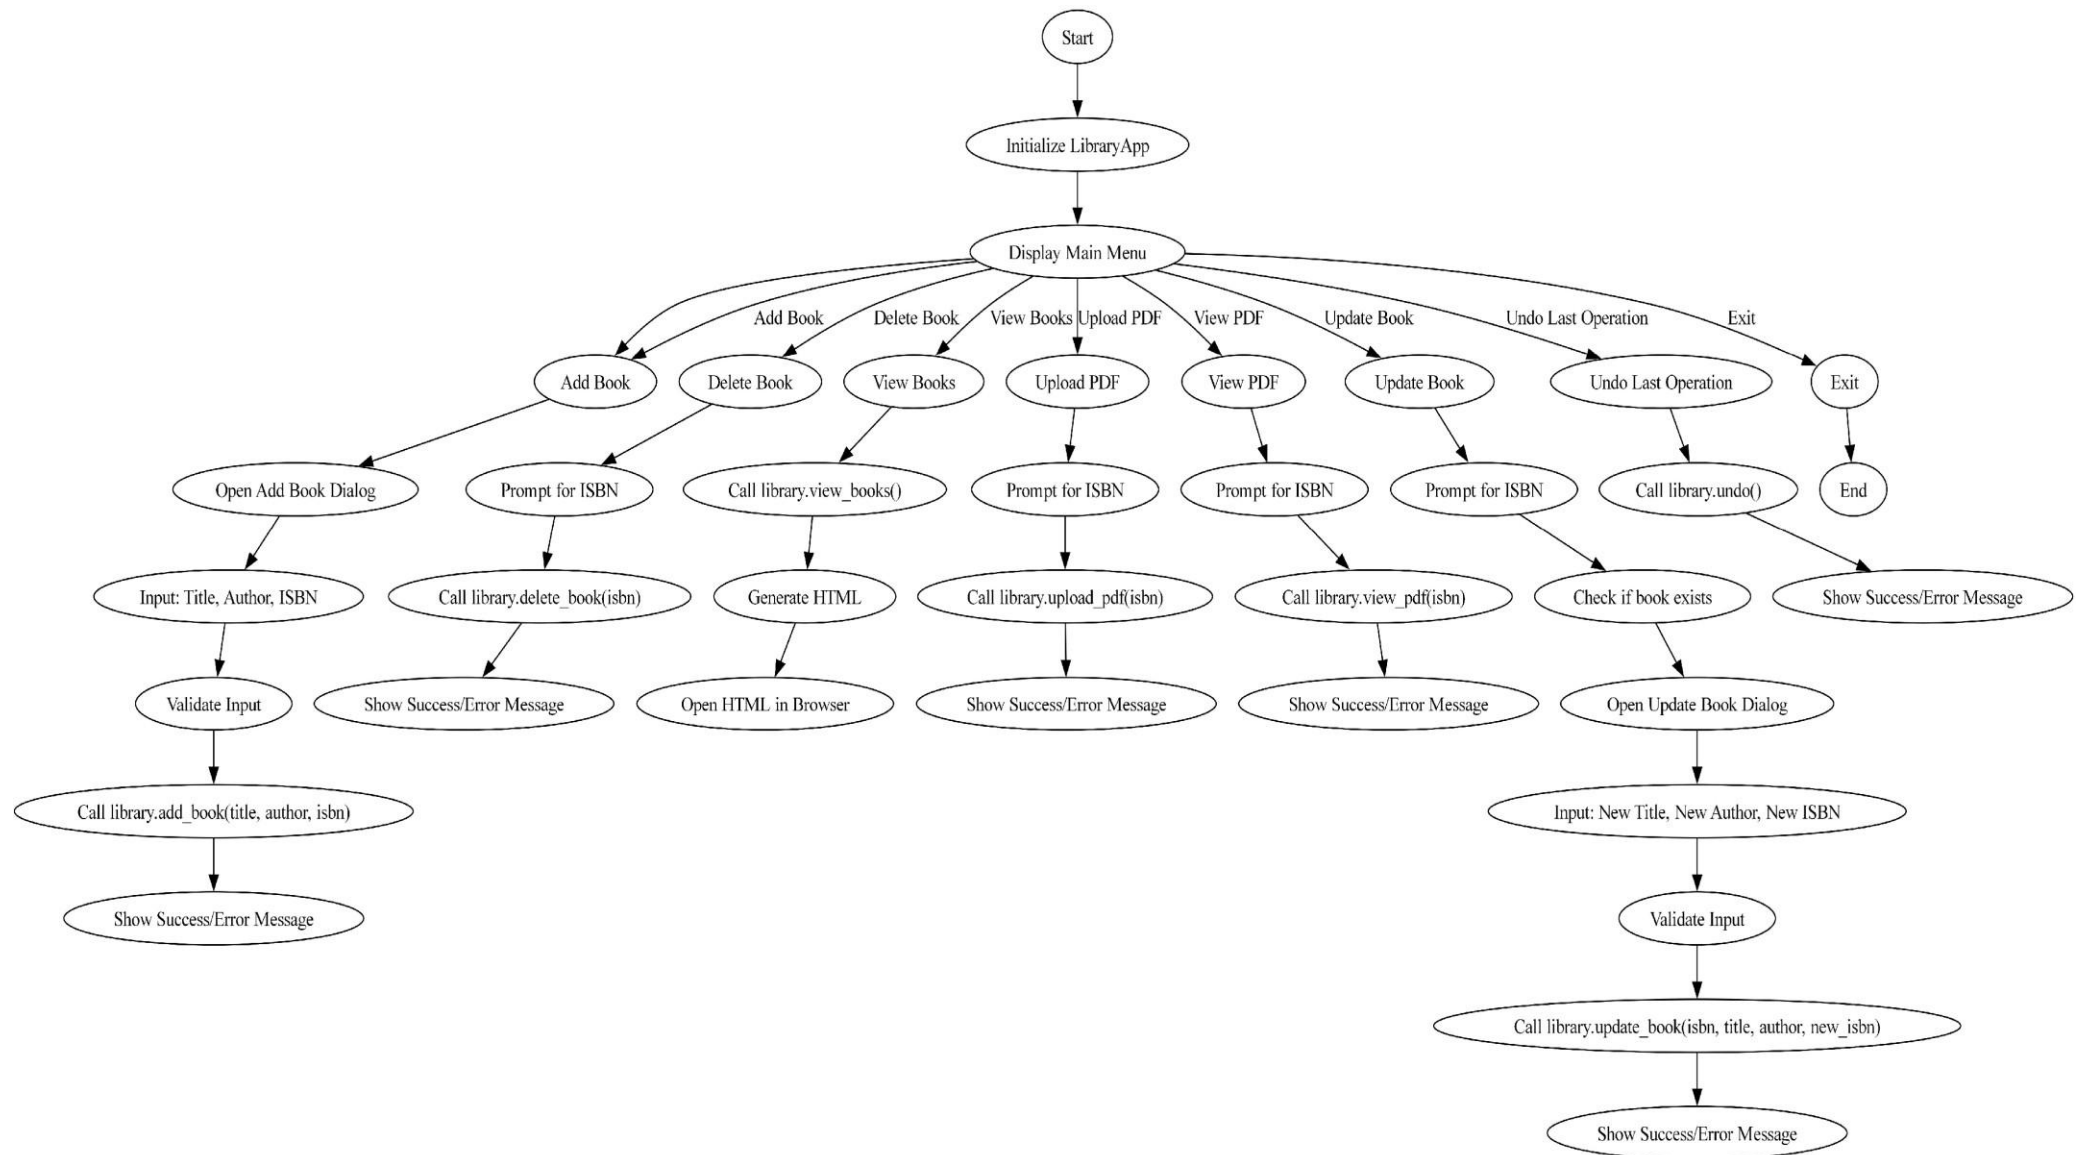 Start
Initialize LibraryApp
Display Main Menu
Add Book
Delete Book
View Books
Upload PDF
View PDF
Update Book
Undo Last Operation
Exit
Add Book
Delete Book
View Books
Upload PDF
View PDF
Update Book
Undo Last Operation
Exit
Open Add Book Dialog
Prompt for ISBN
Call library.view_books()
Prompt for ISBN
Prompt for ISBN
Prompt for ISBN
Call library.undo()
End
Input: Title, Author, ISBN
Call library.delete_book(isbn)
Generate HTML
Call library.upload_pdf(isbn)
Call library.view_pdf(isbn)
Check if book exists
Show Success/Error Message
Validate Input
Show Success/Error Message
Open HTML in Browser
Show Success/Error Message
Show Success/Error Message
Open Update Book Dialog
Call library.add_book(title, author, isbn)
Input: New Title, New Author, New ISBN
Show Success/Error Message
Validate Input
Call library.update_book(isbn, title, author, new_isbn)
Show Success/Error Message